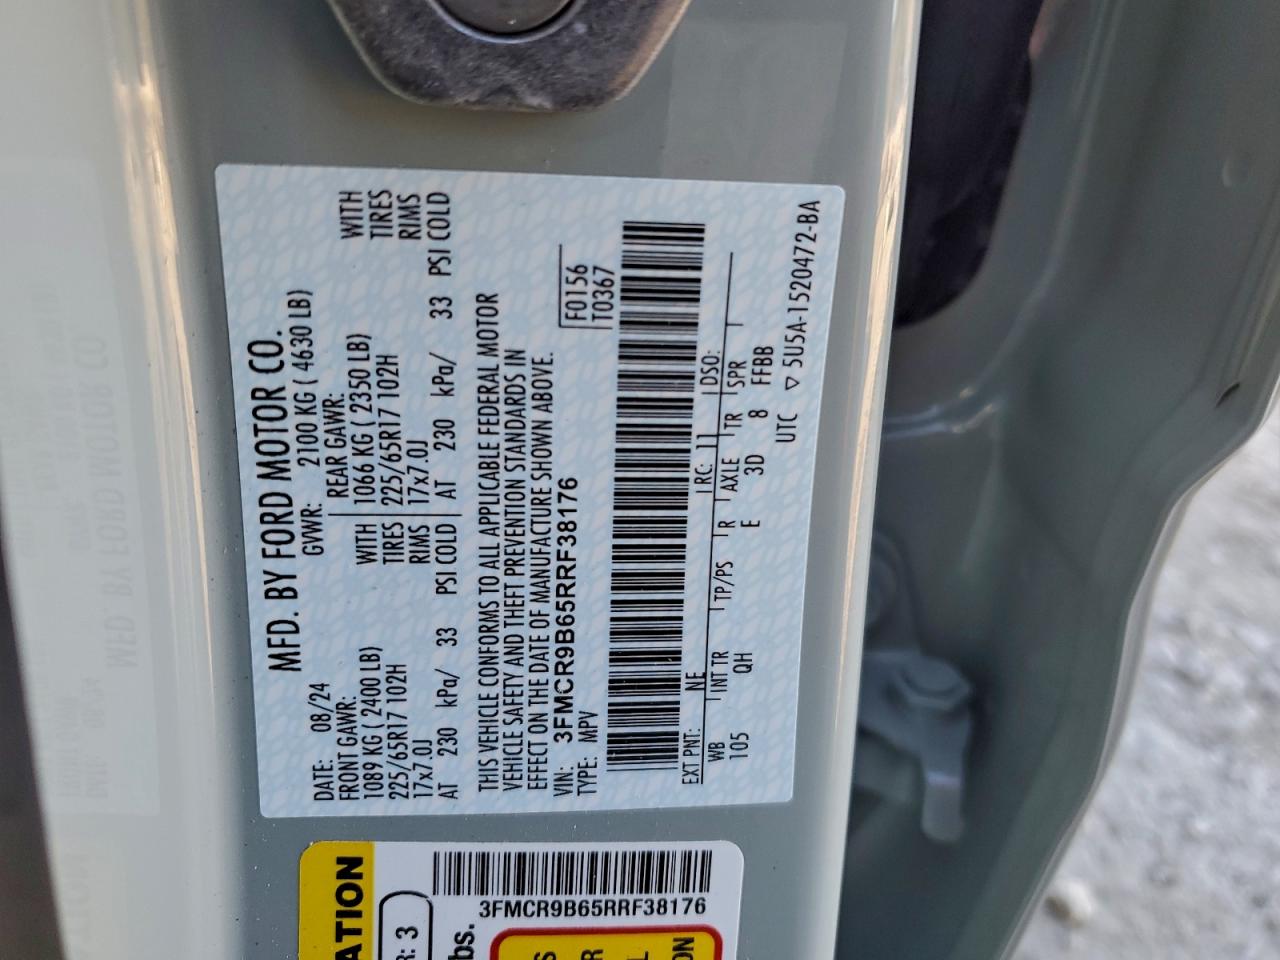 MFD. BY FORD MOTOR CO.
DATE: 08/24 GVWR: 2100 KG ( 4630 LB)
FRONT GAWR: REAR GAWR:
1089 KG ( 2400 LB) WITH 1066 KG ( 2350 LB) WITH
225/65R17 102H TIRES 225/65R17 102H TIRES
17x7.0J RIMS 17x7.0J RIMS
AT 230 kPa/ 33 PSI COLD AT 230 kPa/ 33 PSI COLD
THIS VEHICLE CONFORMS TO ALL APPLICABLE FEDERAL MOTOR
VEHICLE SAFETY AND THEFT PREVENTION STANDARDS IN
EFFECT ON THE DATE OF MANUFACTURE SHOWN ABOVE.
VIN: 3FMCR9B65RRF38176 F0156
TYPE: MPV T0367
EXT PNT: NE RC: 11 DSO:
WB INT TR TP/PS R AXLE TR SPR
105 QH E 3D 8 FFBB
UTC ▽ 5U5A-1520472-BA
3FMCR9B65RRF38176